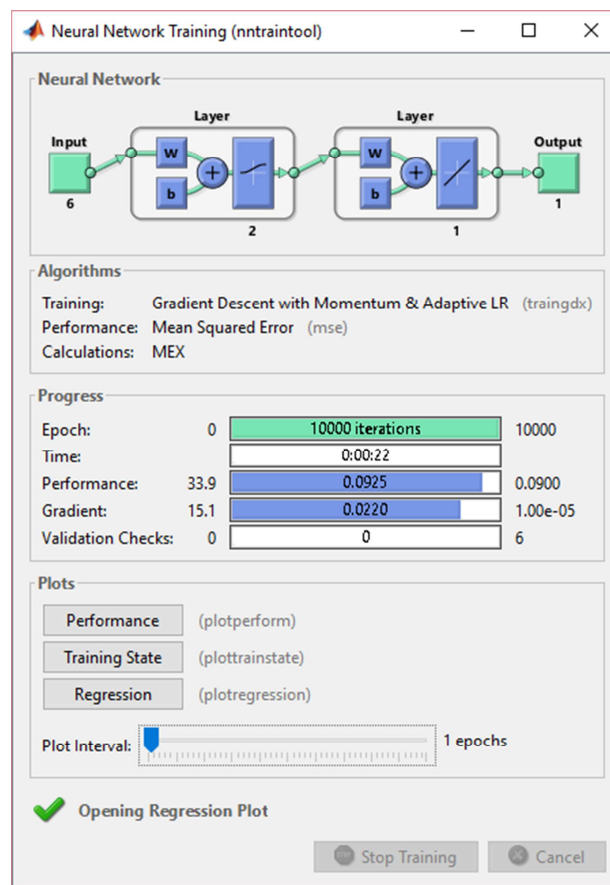 Neural Network Training (nntraintool)
Neural Network
Layer Layer
Input Output
W W
b b
6 2 1 1
Algorithms
Training: Gradient Descent with Momentum & Adaptive LR (traingdx)
Performance: Mean Squared Error (mse)
Calculations: MEX
Progress
Epoch: 0 10000 iterations 10000
Time: 0:00:22
Performance: 33.9 0.0925 0.0900
Gradient: 15.1 0.0220 1.00e-05
Validation Checks: 0 0 6
Plots
Performance (plotperform)
Training State (plottrainstate)
Regression (plotregression)
Plot Interval: 1 epochs
Opening Regression Plot
Stop Training Cancel